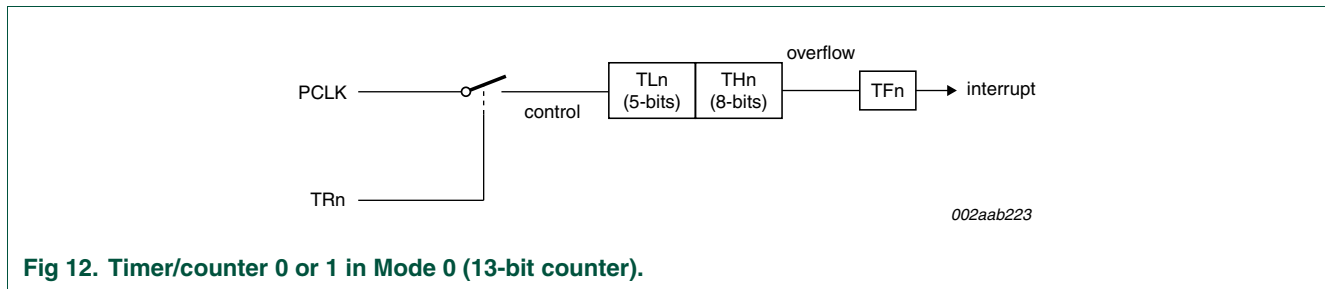 overflow
PCLK
control
TLn
(5-bits)
THn
(8-bits)
TFn
interrupt
TRn
002aab223
Fig 12. Timer/counter 0 or 1 in Mode 0 (13-bit counter).